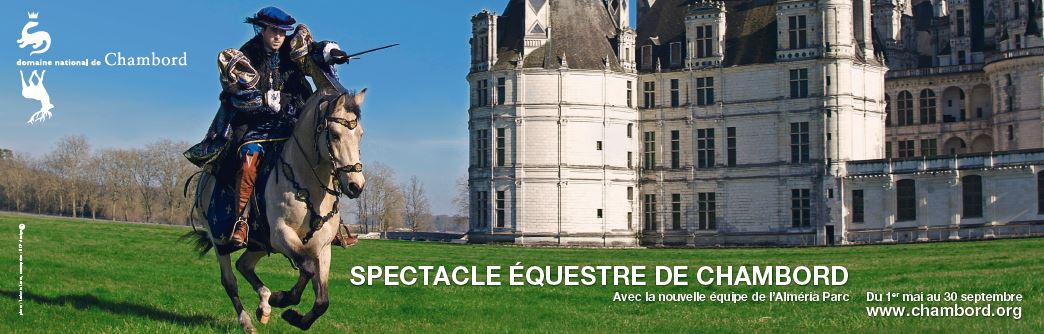 domaine national de Chambord
SPECTACLE ÉQUESTRE DE CHAMBORD
Avec la nouvelle équipe de l'Alméria Parc
Du 1er mai au 30 septembre
www.chambord.org